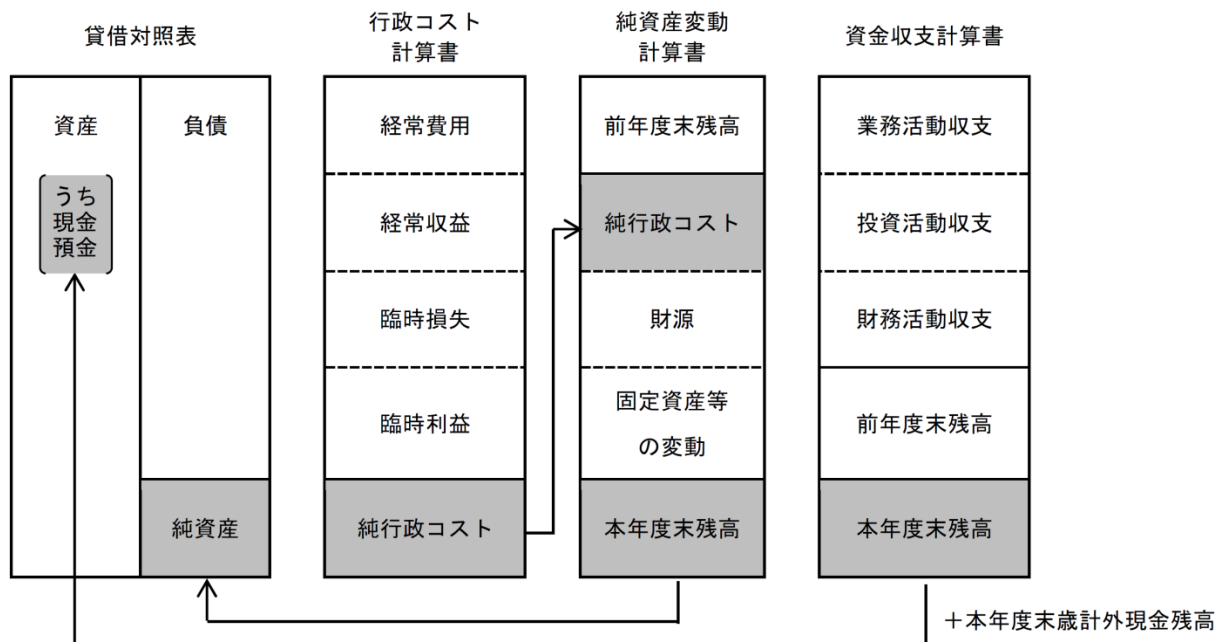 貸借対照表
資産
うち
現金
預金
負債
純資産
行政コスト
計算書
経常費用
経常収益
臨時損失
臨時利益
純行政コスト
純資産変動
計算書
前年度末残高
純行政コスト
財源
固定資産等
の変動
本年度末残高
資金収支計算書
業務活動収支
投資活動収支
財務活動収支
前年度末残高
本年度末残高
＋本年度末歳計外現金残高